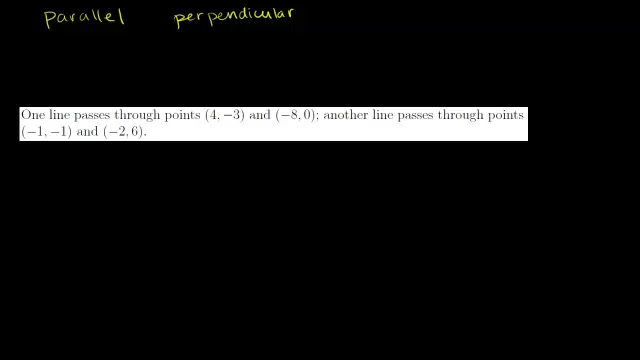 parallel perpendicular
One line passes through points (4, −3) and (−8, 0); another line passes through points
(−1, −1) and (−2, 6).